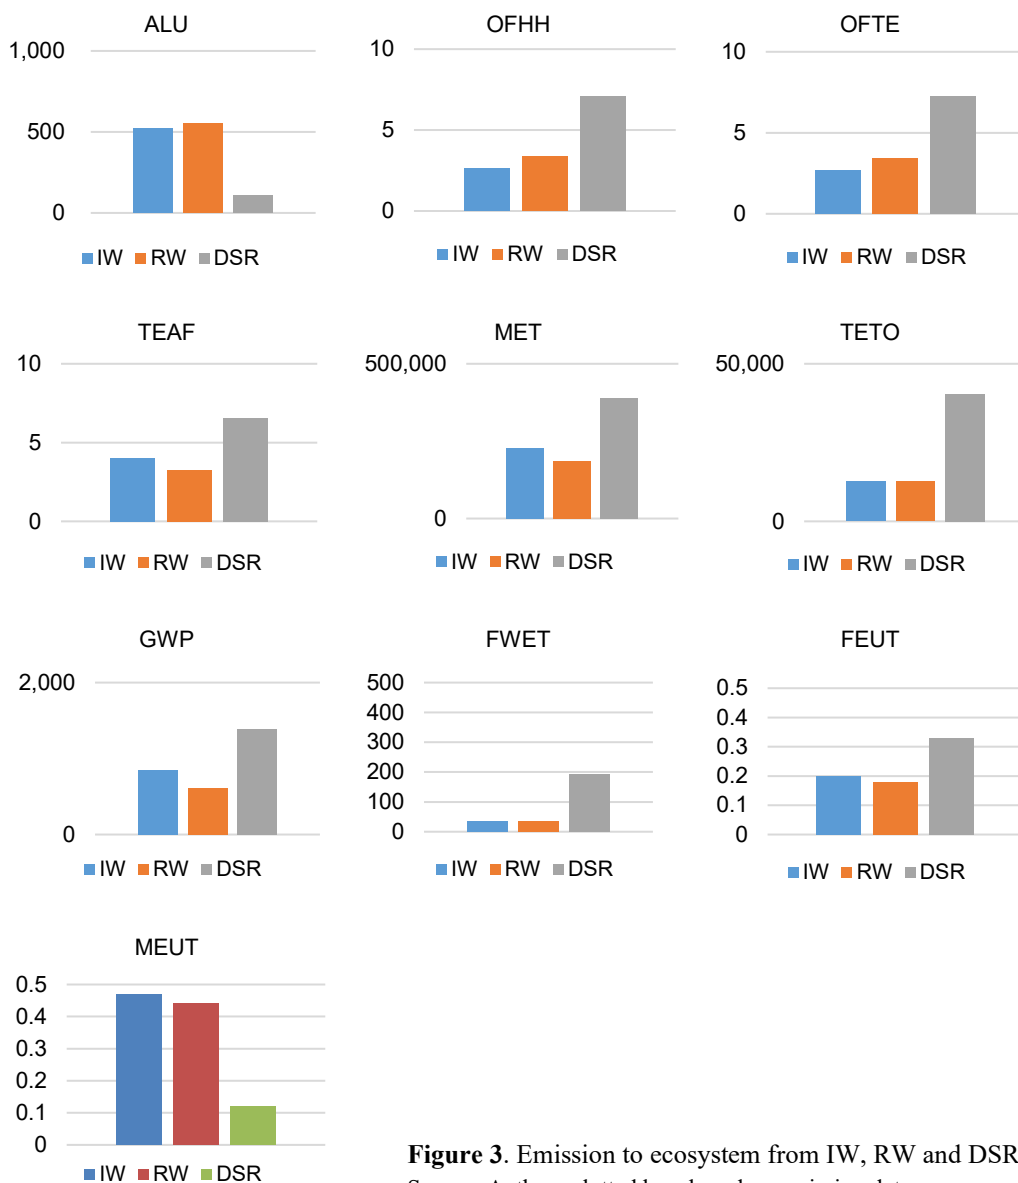 ALU
1,000
500
0
IW RW DSR
OFHH
10
5
0
IW RW DSR
OFTE
10
5
0
IW RW DSR
TEAF
10
5
0
IW RW DSR
MET
500,000
0
IW RW DSR
TETO
50,000
0
IW RW DSR
GWP
2,000
0
IW RW DSR
FWET
500
400
300
200
100
0
IW RW DSR
FEUT
0.5
0.4
0.3
0.2
0.1
0
IW RW DSR
MEUT
0.5
0.4
0.3
0.2
0.1
0
IW RW DSR
Figure 3. Emission to ecosystem from IW, RW and DSR